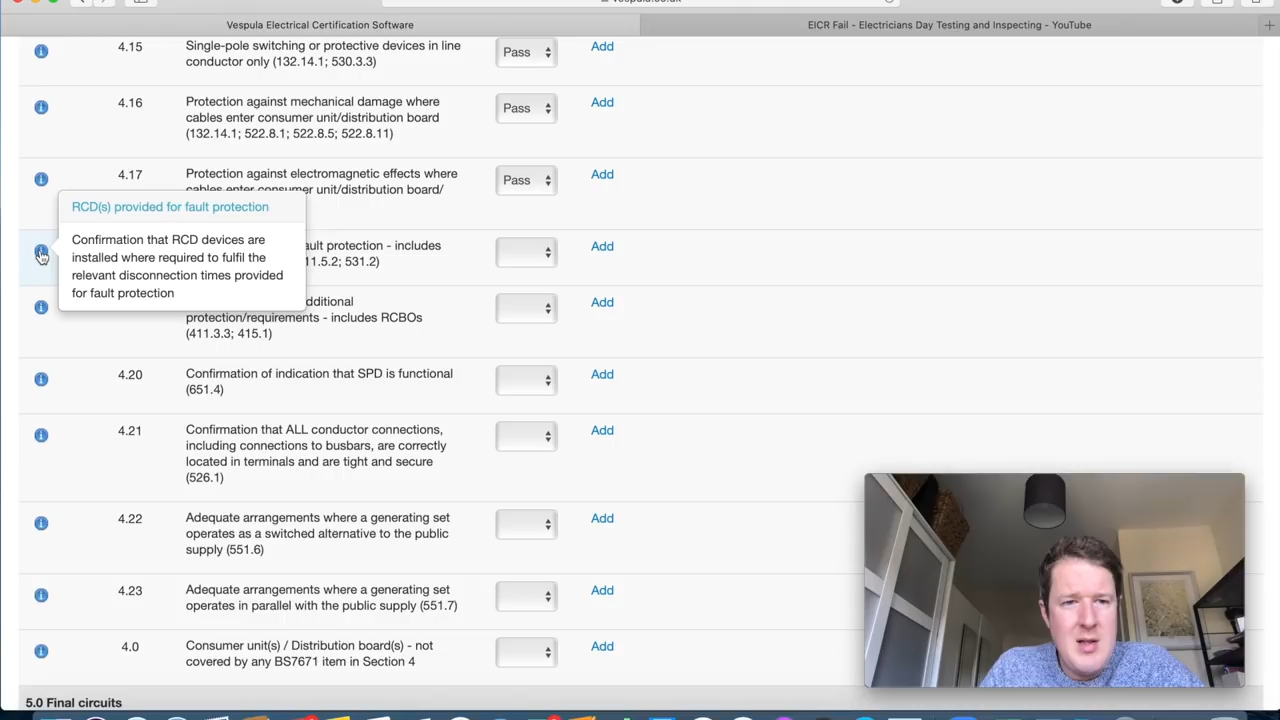 Vespula Electrical Certification Software
EICR Fail - Electricians Day Testing and Inspecting - YouTube
4.15
Single-pole switching or protective devices in line
conductor only (132.14.1; 530.3.3)
Pass
Add
4.16
Protection against mechanical damage where
cables enter consumer unit/distribution board
(132.14.1; 522.8.1; 522.8.5; 522.8.11)
Pass
Add
4.17
Protection against electromagnetic effects where
cables enter consumer unit/distribution board/
Pass
Add
RCD(s) provided for fault protection
Confirmation that RCD devices are
installed where required to fulfil the
relevant disconnection times provided
for fault protection
ault protection - includes
11.5.2; 531.2)
Add
dditional
protection/requirements - includes RCBOs
(411.3.3; 415.1)
Add
4.20
Confirmation of indication that SPD is functional
(651.4)
Add
4.21
Confirmation that ALL conductor connections,
including connections to busbars, are correctly
located in terminals and are tight and secure
(526.1)
Add
4.22
Adequate arrangements where a generating set
operates as a switched alternative to the public
supply (551.6)
Add
4.23
Adequate arrangements where a generating set
operates in parallel with the public supply (551.7)
Add
4.0
Consumer unit(s) / Distribution board(s) - not
covered by any BS7671 item in Section 4
Add
5.0 Final circuits